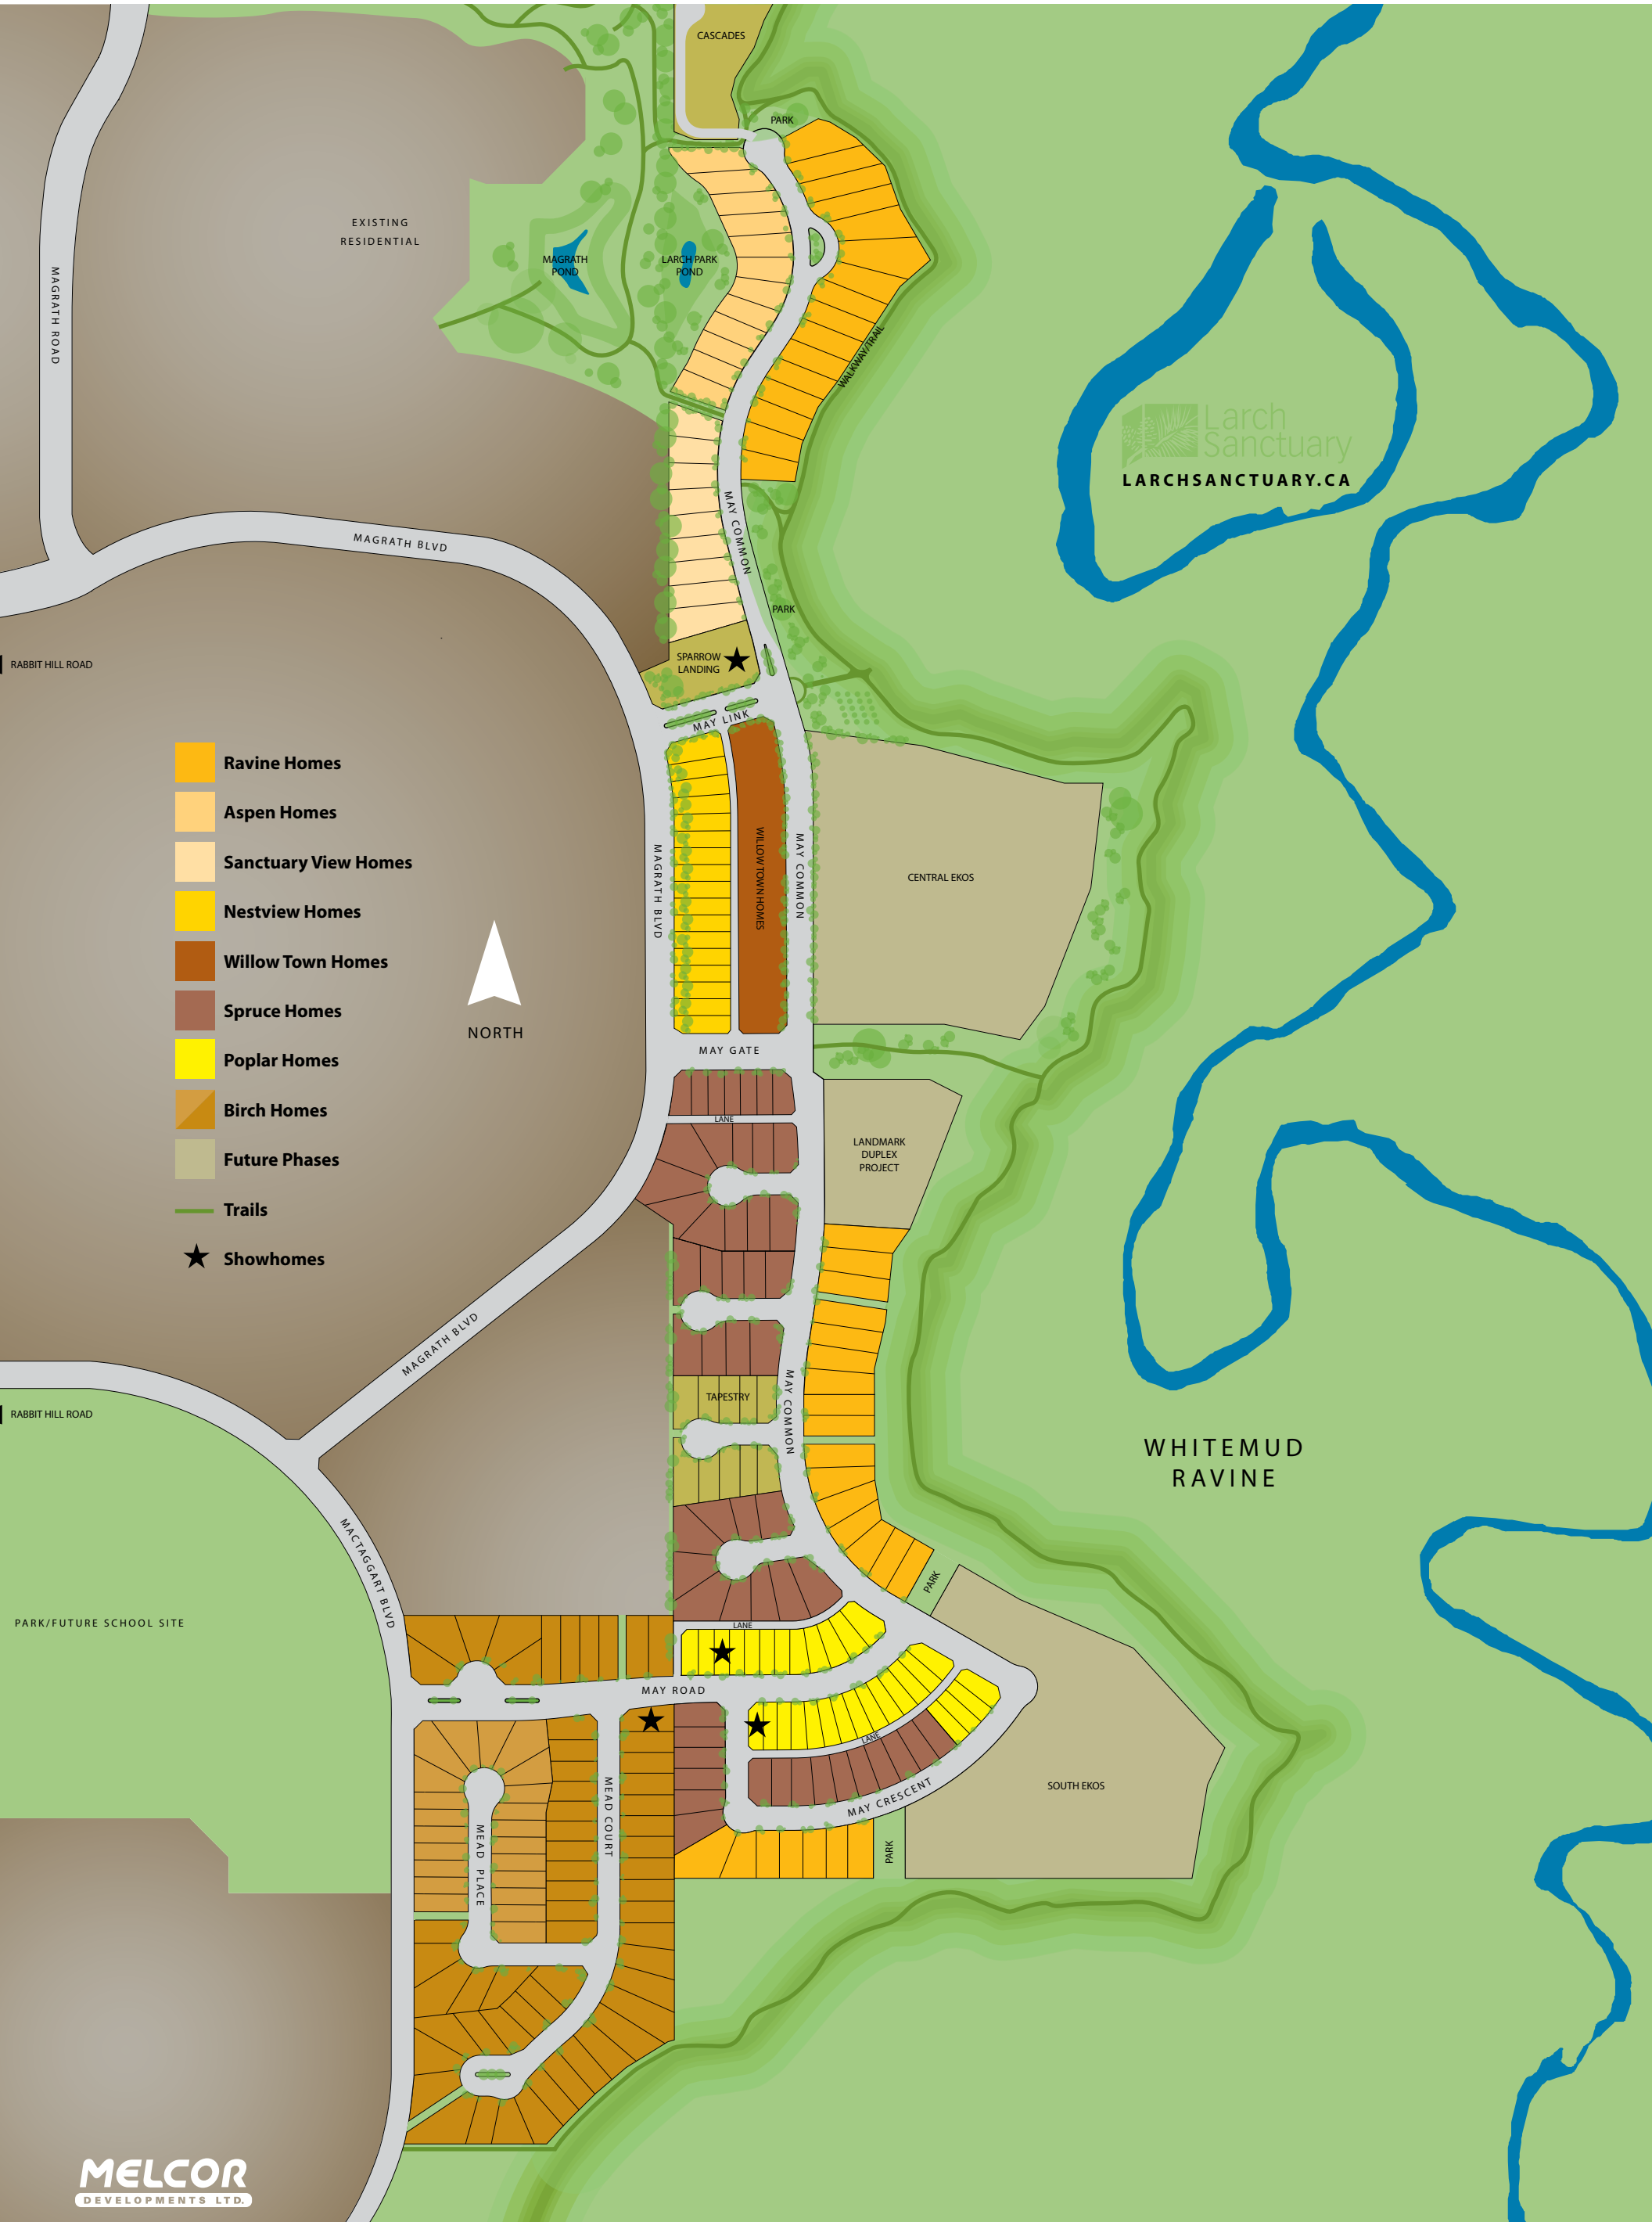 CASCADES
PARK
EXISTING
RESIDENTIAL
MAGRATH
POND
LARCH PARK
POND
MAGRATH ROAD
WALKWAY/TRAIL
Larch
Sanctuary
LARCHSANCTUARY.CA
MAGRATH BLVD
MAY COMMON
PARK
RABBIT HILL ROAD
SPARROW
LANDING
MAY LINK
Ravine Homes
Aspen Homes
Sanctuary View Homes
Nestview Homes
Willow Town Homes
Spruce Homes
Poplar Homes
Birch Homes
Future Phases
Trails
Showhomes
NORTH
MAGRATH BLVD
WILLOW TOWN HOMES
MAY COMMON
CENTRAL EKOS
MAY GATE
LANE
LANDMARK
DUPLEX
PROJECT
MAGRATH BLVD
TAPESTRY
MAY COMMON
RABBIT HILL ROAD
WHITEMUD
RAVINE
MACTAGGART BLVD
PARK
PARK/FUTURE SCHOOL SITE
LANE
MAY ROAD
LANE
MAY CRESCENT
SOUTH EKOS
MEAD COURT
MEAD PLACE
PARK
MELCOR
DEVELOPMENTS LTD.